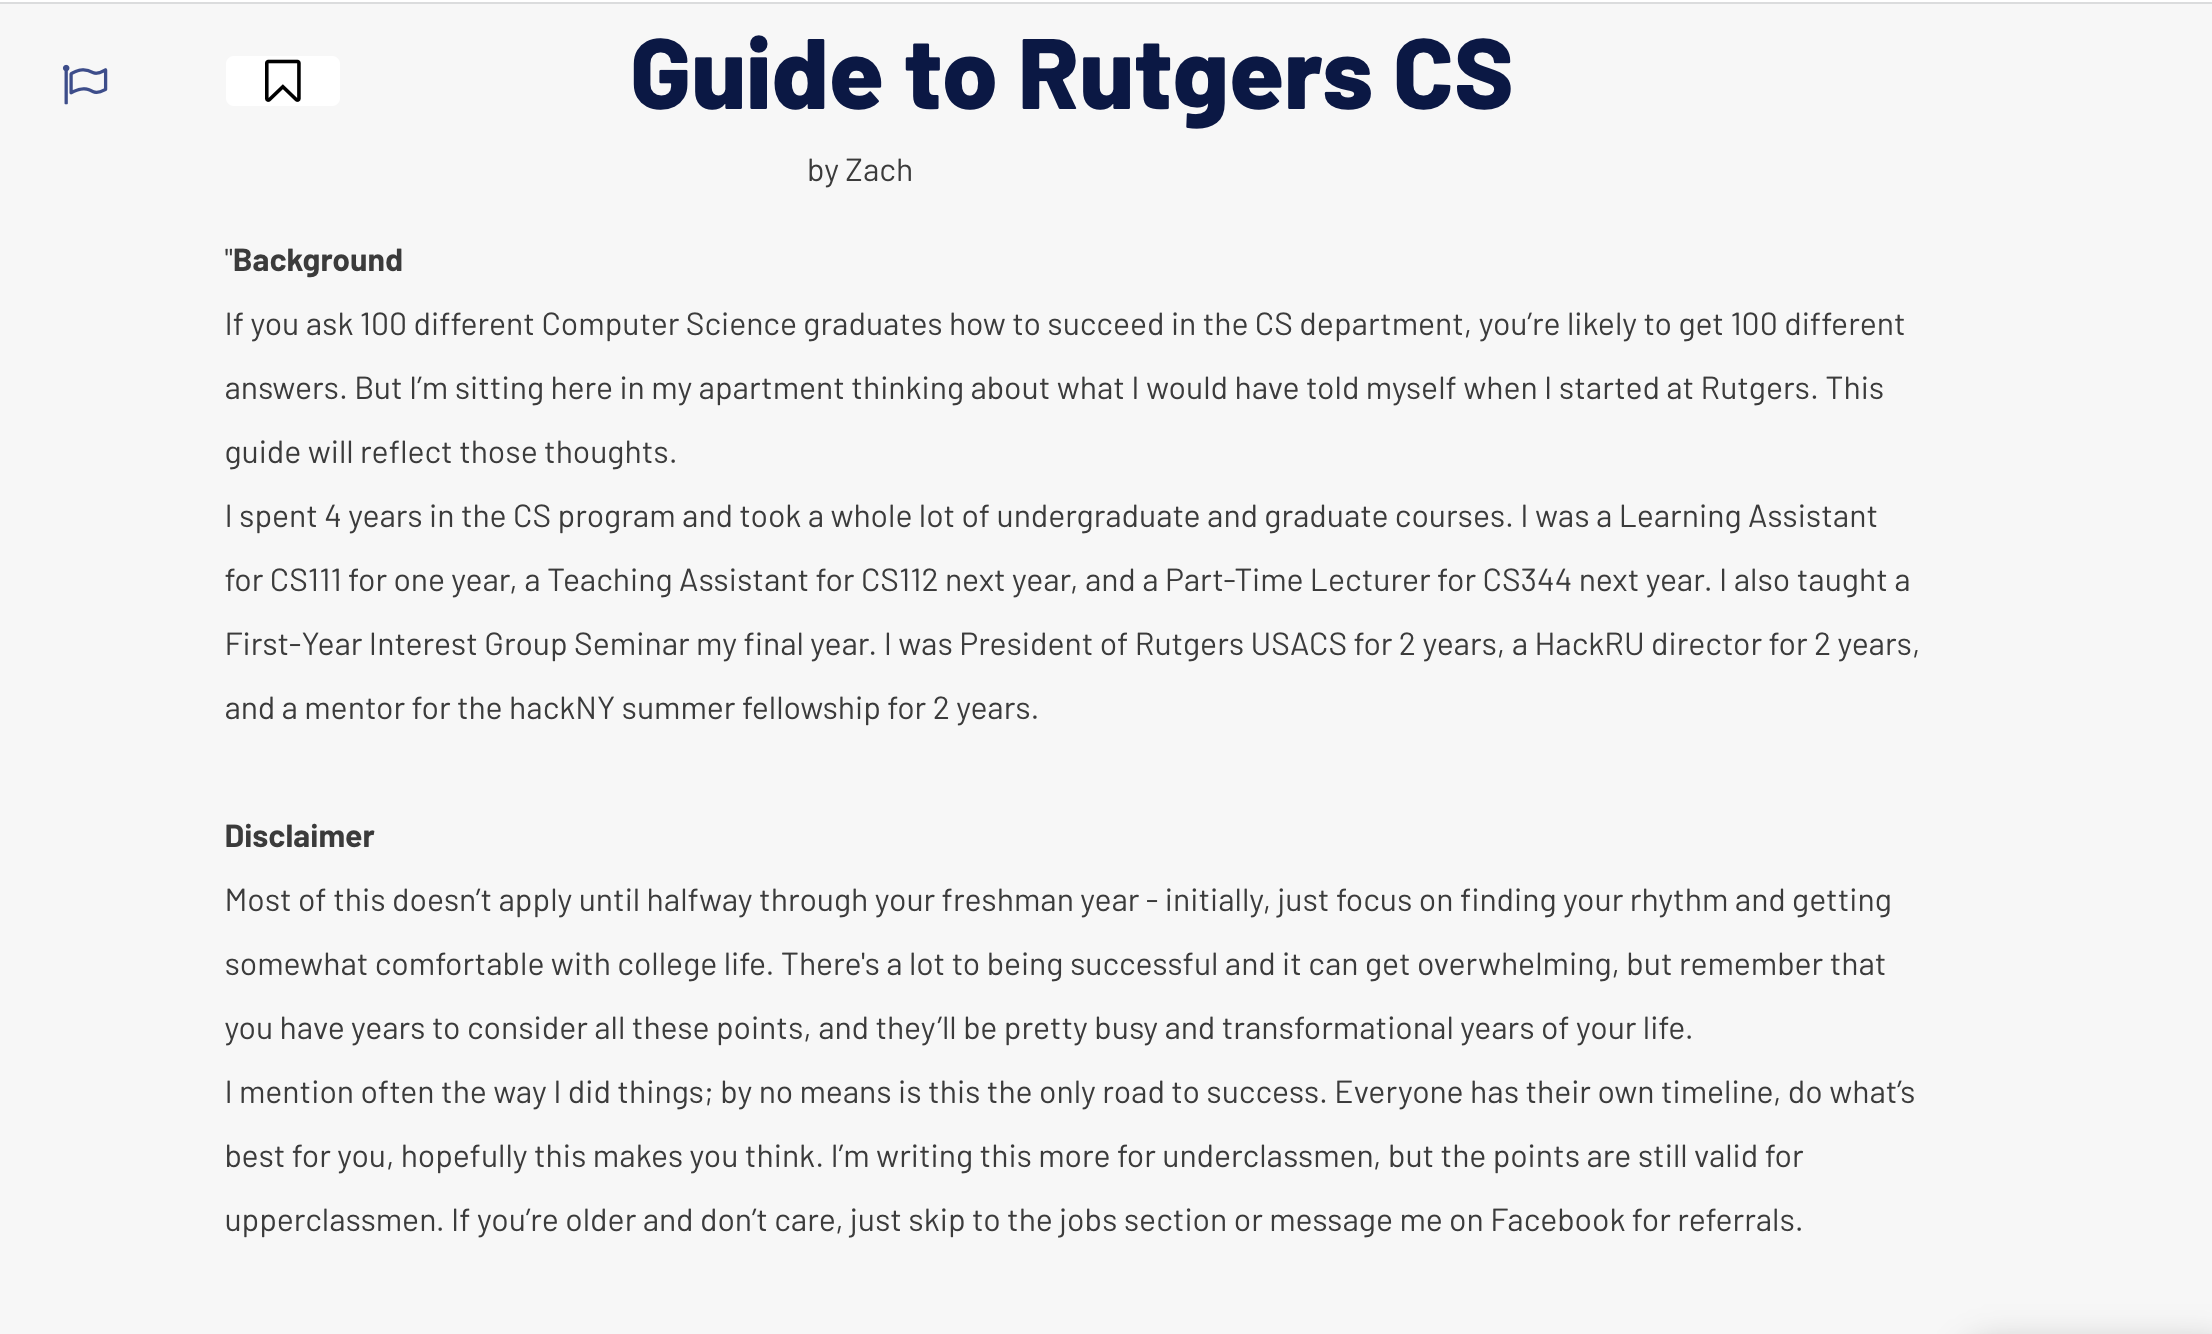 Guide to Rutgers CS
by Zach
"Background
If you ask 100 different Computer Science graduates how to succeed in the CS department, you’re likely to get 100 different
answers. But I’m sitting here in my apartment thinking about what I would have told myself when I started at Rutgers. This
guide will reflect those thoughts.
I spent 4 years in the CS program and took a whole lot of undergraduate and graduate courses. I was a Learning Assistant
for CS111 for one year, a Teaching Assistant for CS112 next year, and a Part-Time Lecturer for CS344 next year. I also taught a
First-Year Interest Group Seminar my final year. I was President of Rutgers USACS for 2 years, a HackRU director for 2 years,
and a mentor for the hackNY summer fellowship for 2 years.
Disclaimer
Most of this doesn’t apply until halfway through your freshman year - initially, just focus on finding your rhythm and getting
somewhat comfortable with college life. There's a lot to being successful and it can get overwhelming, but remember that
you have years to consider all these points, and they’ll be pretty busy and transformational years of your life.
I mention often the way I did things; by no means is this the only road to success. Everyone has their own timeline, do what’s
best for you, hopefully this makes you think. I’m writing this more for underclassmen, but the points are still valid for
upperclassmen. If you’re older and don’t care, just skip to the jobs section or message me on Facebook for referrals.